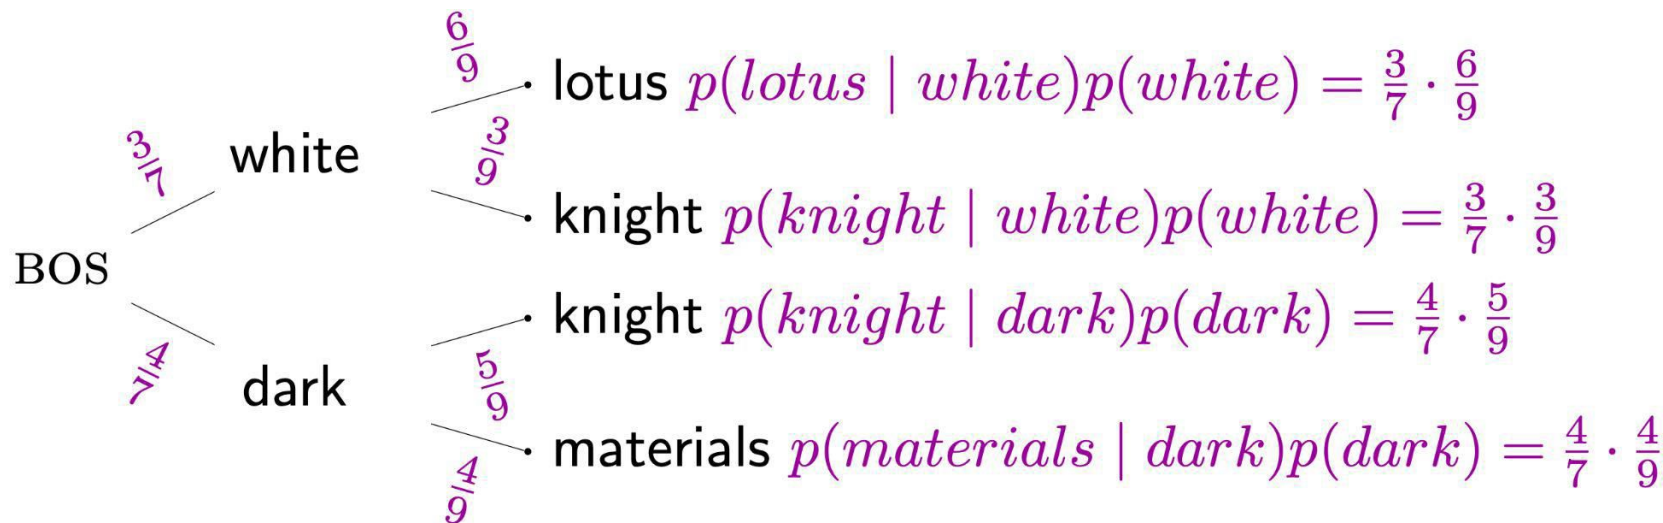 6/9
lotus p(lotus | white)p(white) = 3/7 · 6/9
3/7
white
3/9
knight p(knight | white)p(white) = 3/7 · 3/9
BOS
knight p(knight | dark)p(dark) = 4/7 · 5/9
4/7
dark
5/9
materials p(materials | dark)p(dark) = 4/7 · 4/9
4/9